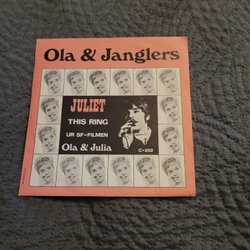 Ola & Janglers
JULIET
THIS RING
UR SF-FILMEN
Ola & Julia
C-302